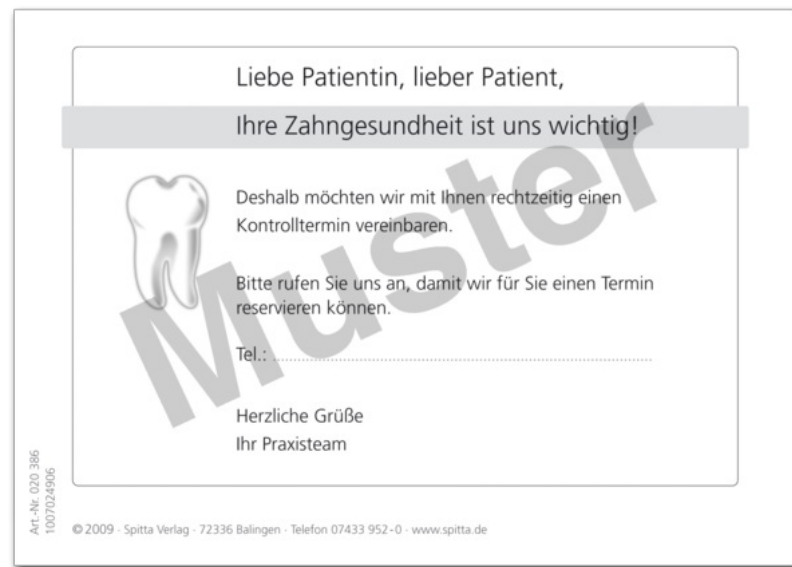 Liebe Patientin, lieber Patient,
Ihre Zahngesundheit ist uns wichtig!
Deshalb möchten wir mit Ihnen rechtzeitig einen
Kontrolltermin vereinbaren.
Bitte rufen Sie uns an, damit wir für Sie einen Termin
reservieren können.
Tel.: ........................................................................
Herzliche Grüße
Ihr Praxisteam
Muster
Art.-Nr. 020 386
1007024906
© 2009 · Spitta Verlag · 72336 Balingen · Telefon 07433 952-0 · www.spitta.de